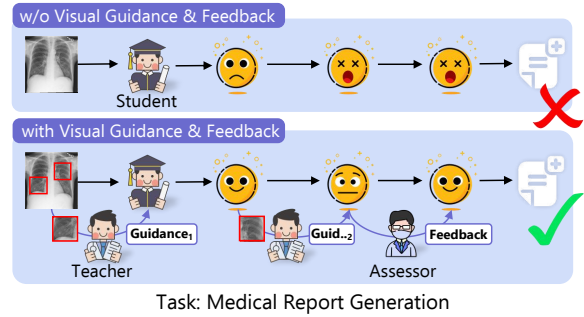 w/o Visual Guidance & Feedback
Student
with Visual Guidance & Feedback
Guidance₁
Guid..₂
Feedback
Teacher
Assessor
Task: Medical Report Generation